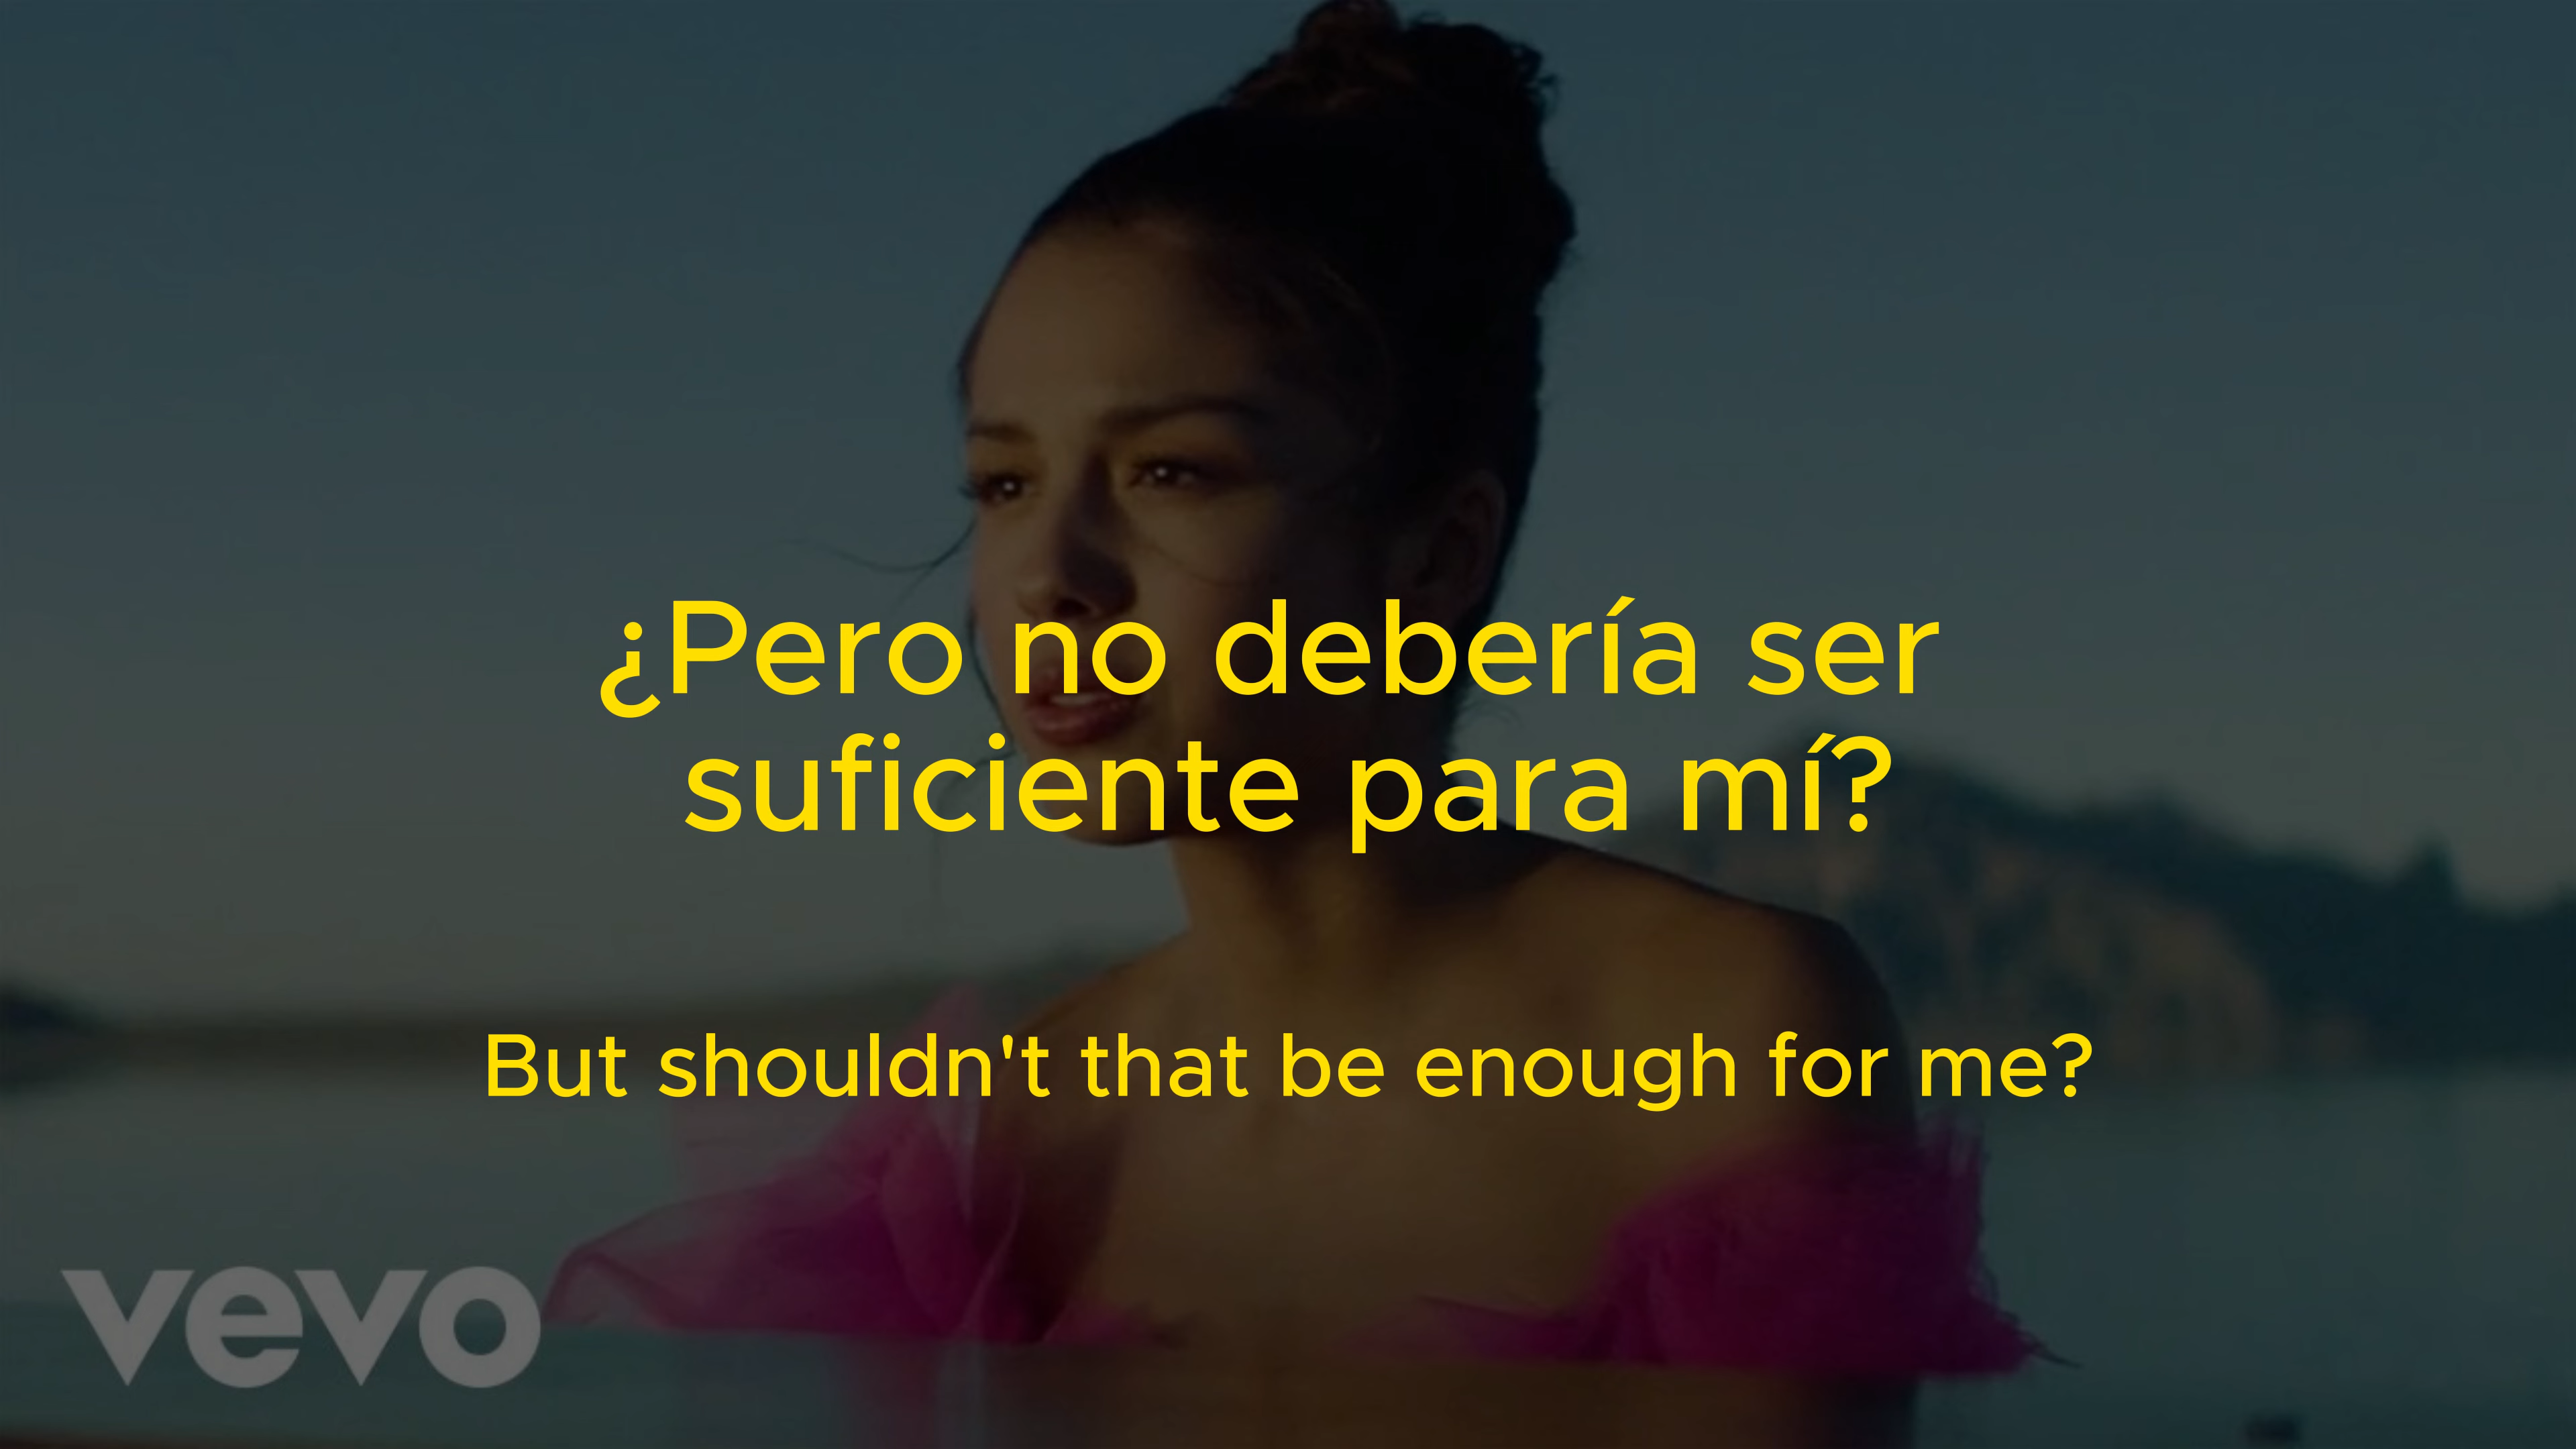 ¿Pero no debería ser
suficiente para mí?
But shouldn't that be enough for me?
vevo